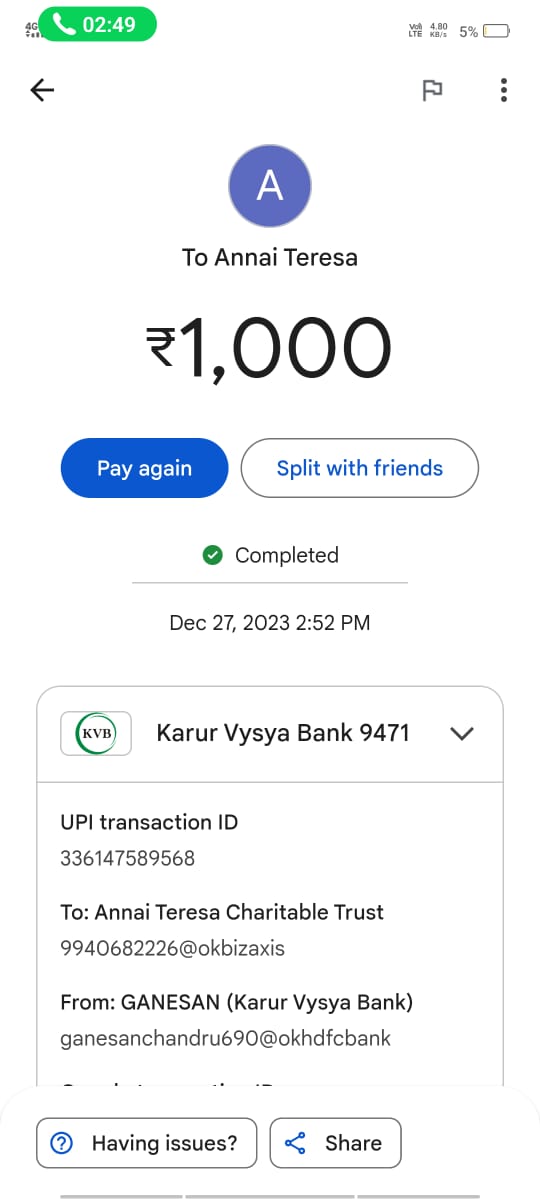 4G 02:49 VoI) LTE 4.80 KB/s 5%
A
To Annai Teresa
₹1,000
Pay again Split with friends
Completed
Dec 27, 2023 2:52 PM
KVB Karur Vysya Bank 9471
UPI transaction ID
336147589568
To: Annai Teresa Charitable Trust
9940682226@okbizaxis
From: GANESAN (Karur Vysya Bank)
ganesanchandru690@okhdfcbank
Having issues? Share